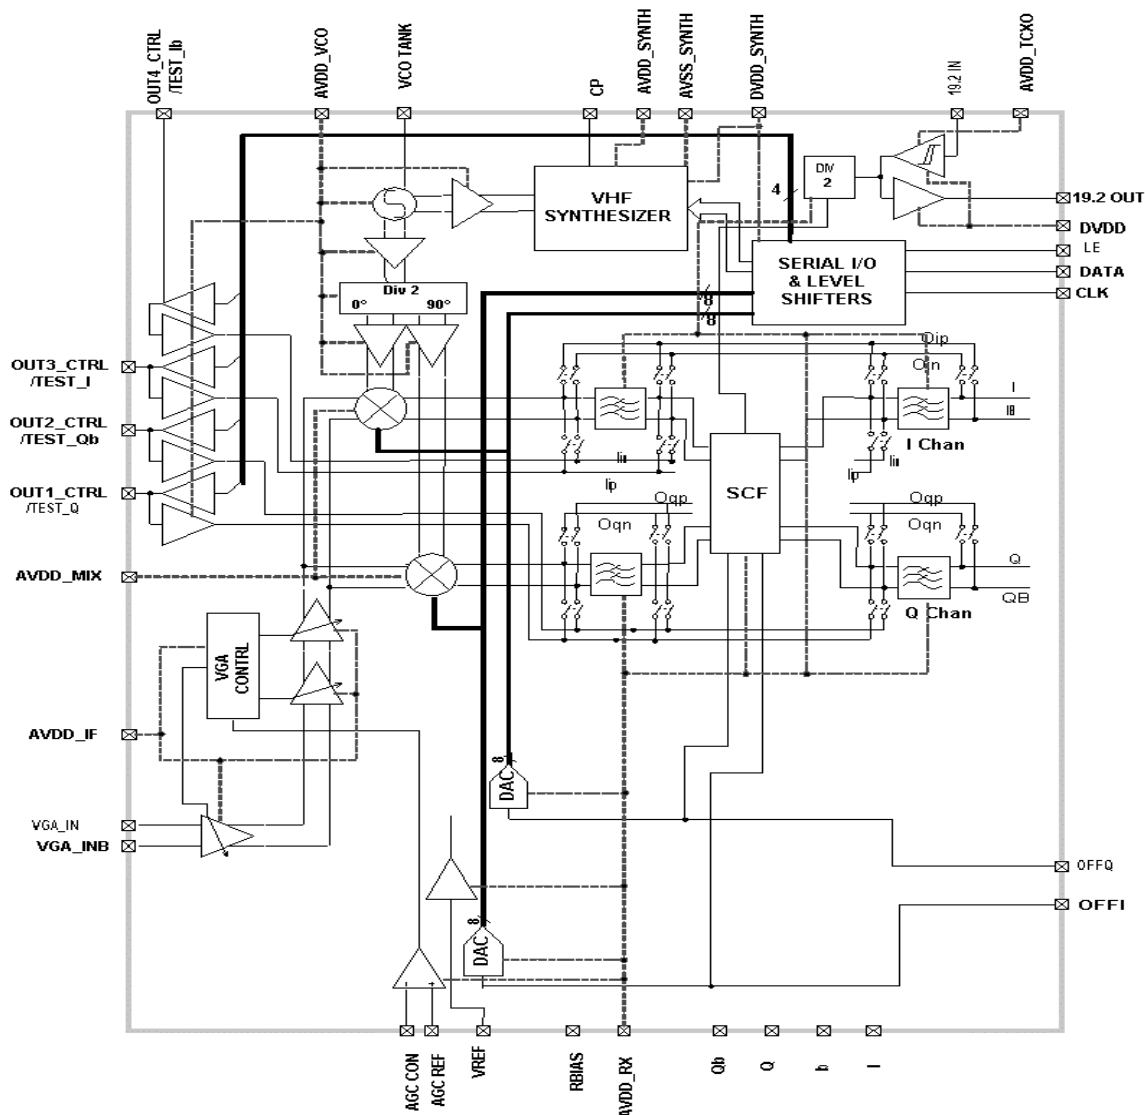 OUT4_CTRL
/TEST_Ib
AVDD_VCO
VCO TANK
CP
AVDD_SYNTH
AVSS_SYNTH
DVDD_SYNTH
19.2 IN
AVDD_TCXO
DIV
2
4
VHF
SYNTHESIZER
19.2 OUT
DVDD
LE
DATA
CLK
SERIAL I/O
& LEVEL
SHIFTERS
Div 2
0° 90°
8
8
OUT3_CTRL
/TEST_I
OUT2_CTRL
/TEST_Qb
OUT1_CTRL
/TEST_Q
Oip
Oin
I
IB
I Chan
Iin
Iip
Iin
Iip
SCF
Oqp
Oqn
Oqp
Oqn
Q
QB
Q Chan
AVDD_MIX
VGA
CONTRL
AVDD_IF
VGA_IN
VGA_INB
8
DAC
8
DAC
OFFQ
OFFI
AGC CON
AGC REF
VREF
RBIAS
AVDD_RX
Qb
Q
I